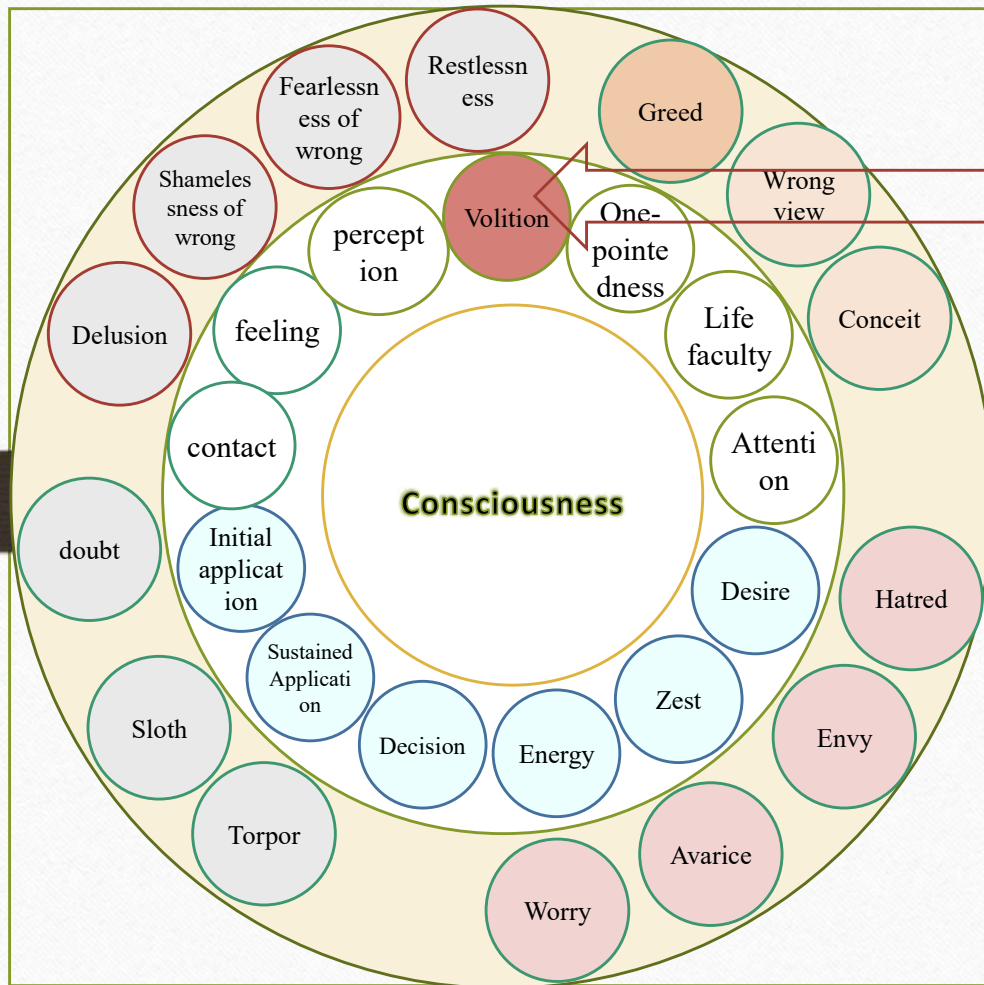 Restlessn
ess
Fearlessn
ess of
wrong
Greed
Shameles
sness of
wrong
Wrong
view
Volition
One-
pointe
dness
percept
ion
Delusion
feeling
Life
faculty
Conceit
contact
Attenti
on
Consciousness
doubt
Initial
applicat
ion
Desire
Hatred
Sustained
Applicati
on
Zest
Sloth
Decision
Energy
Envy
Torpor
Avarice
Worry